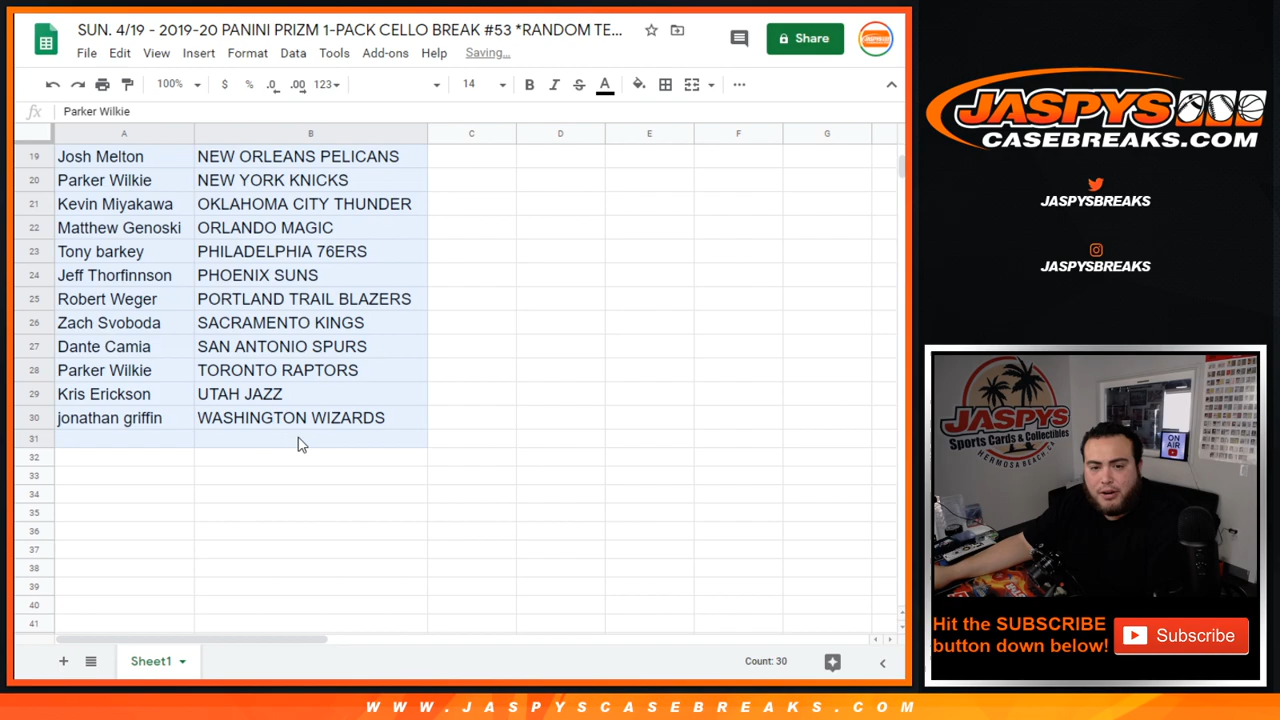 SUN. 4/19 - 2019-20 PANINI PRIZM 1-PACK CELLO BREAK #53 *RANDOM TE...
File Edit View Insert Format Data Tools Add-ons Help Saving...
Share
100% $ % .0 .00 123 14 B I S A
fx Parker Wilkie
A B C D E F G
19 Josh Melton NEW ORLEANS PELICANS
20 Parker Wilkie NEW YORK KNICKS
21 Kevin Miyakawa OKLAHOMA CITY THUNDER
22 Matthew Genoski ORLANDO MAGIC
23 Tony barkey PHILADELPHIA 76ERS
24 Jeff Thorfinnson PHOENIX SUNS
25 Robert Weger PORTLAND TRAIL BLAZERS
26 Zach Svoboda SACRAMENTO KINGS
27 Dante Camia SAN ANTONIO SPURS
28 Parker Wilkie TORONTO RAPTORS
29 Kris Erickson UTAH JAZZ
30 jonathan griffin WASHINGTON WIZARDS
31
32
33
34
35
36
37
38
39
40
41
Sheet1
Count: 30
JASPYS
CASEBREAKS.COM
JASPYSBREAKS
JASPYSBREAKS
JASPYS
Sports Cards & Collectibles
HERMOSA BEACH, CA
ON
AIR
Hit the SUBSCRIBE
button down below!
Subscribe
WWW.JASPYSCASEBREAKS.COM